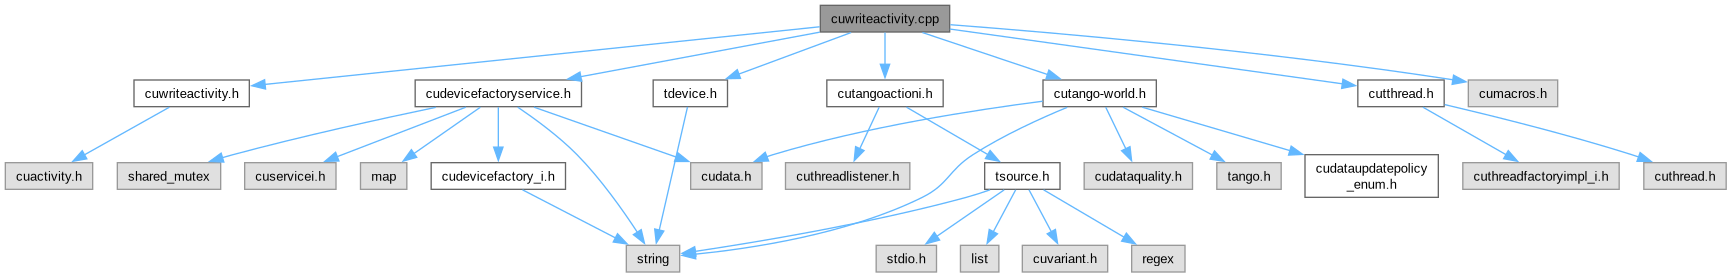 cuwriteactivity.cpp
cuwriteactivity.h
cudevicefactoryservice.h
tdevice.h
cutangoactioni.h
cutango-world.h
cutthread.h
cumacros.h
cuactivity.h
shared_mutex
cuservicei.h
map
cudevicefactory_i.h
cudata.h
cuthreadlistener.h
tsource.h
cudataquality.h
tango.h
cudataupdatepolicy
_enum.h
cuthreadfactoryimpl_i.h
cuthread.h
string
stdio.h
list
cuvariant.h
regex